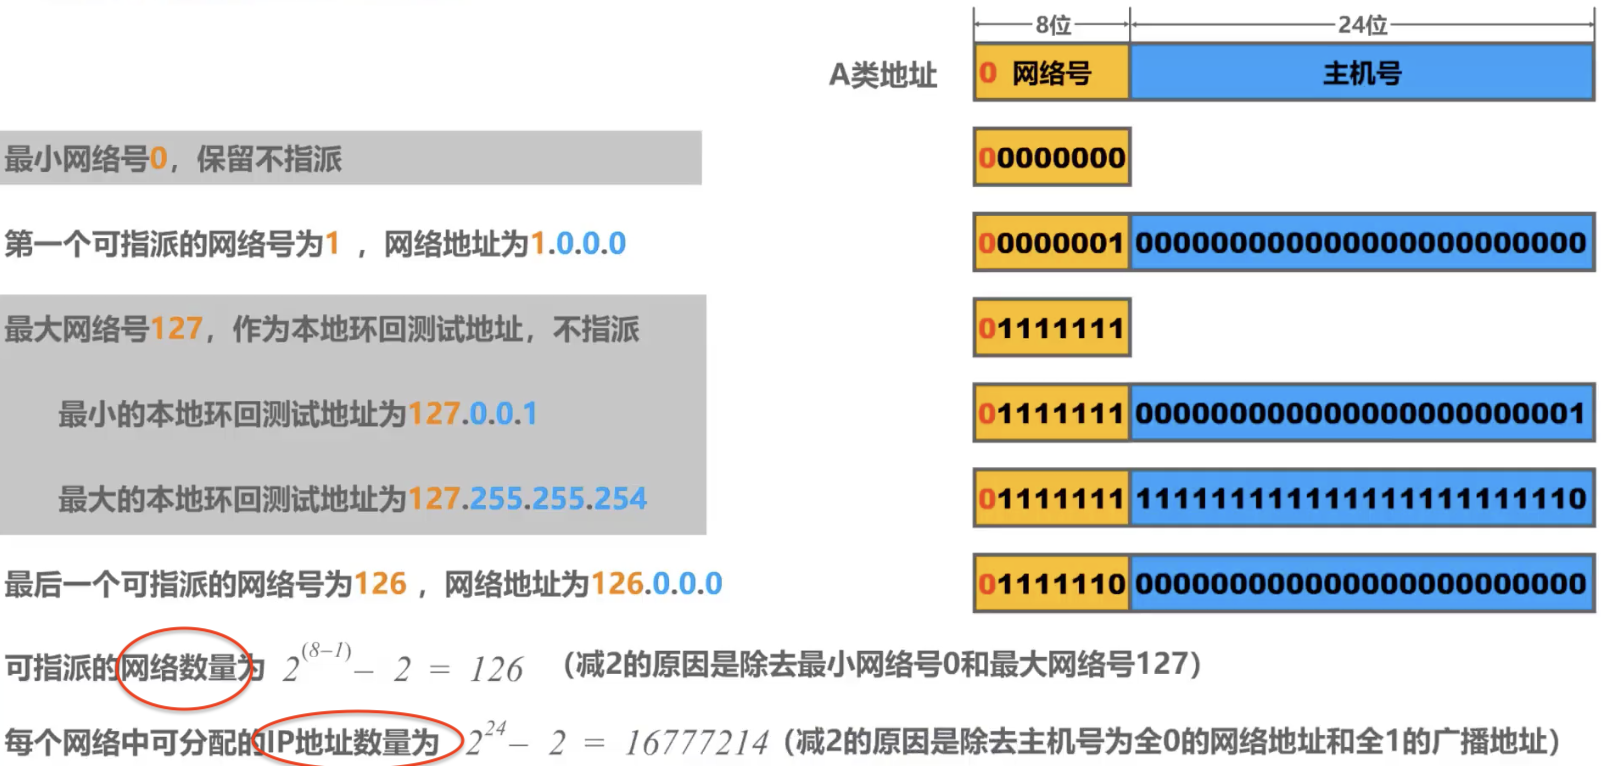 8位 24位
A类地址 0 网络号 主机号
最小网络号0，保留不指派 00000000
第一个可指派的网络号为1 ，网络地址为1.0.0.0 00000001 000000000000000000000000
最大网络号127，作为本地环回测试地址，不指派 01111111
最小的本地环回测试地址为127.0.0.1 01111111 000000000000000000000001
最大的本地环回测试地址为127.255.255.254 01111111 111111111111111111111110
最后一个可指派的网络号为126 ，网络地址为126.0.0.0 01111110 000000000000000000000000
可指派的网络数量为 2^(8–1) – 2 = 126 （减2的原因是除去最小网络号0和最大网络号127）
每个网络中可分配的IP地址数量为 2^24 – 2 = 16777214（减2的原因是除去主机号为全0的网络地址和全1的广播地址）